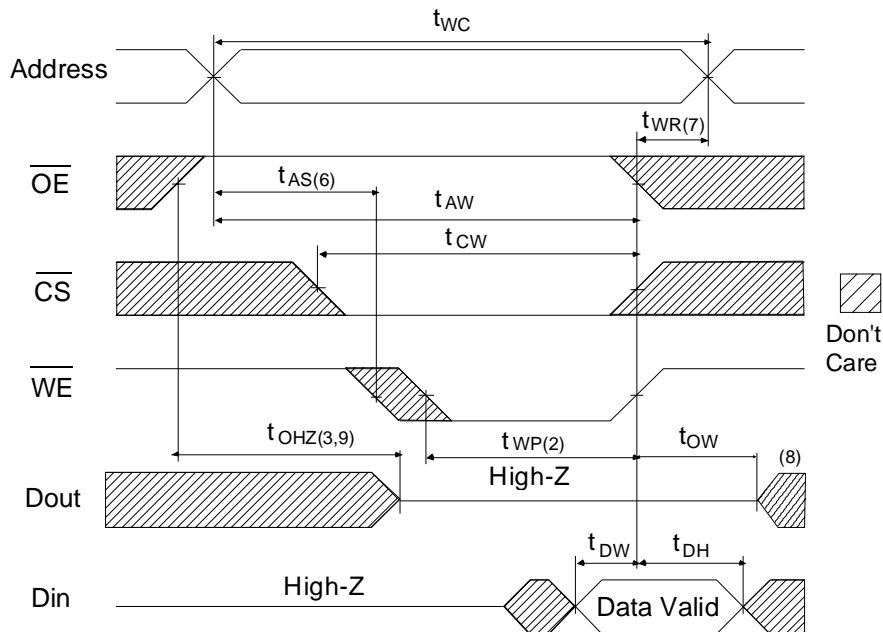 tWC
Address
tWR(7)
OE
tAS(6)
tAW
tCW
CS
Don't
Care
WE
tOHZ(3,9)
tWP(2)
tOW
High-Z
(8)
Dout
tDW
tDH
High-Z
Din
Data Valid